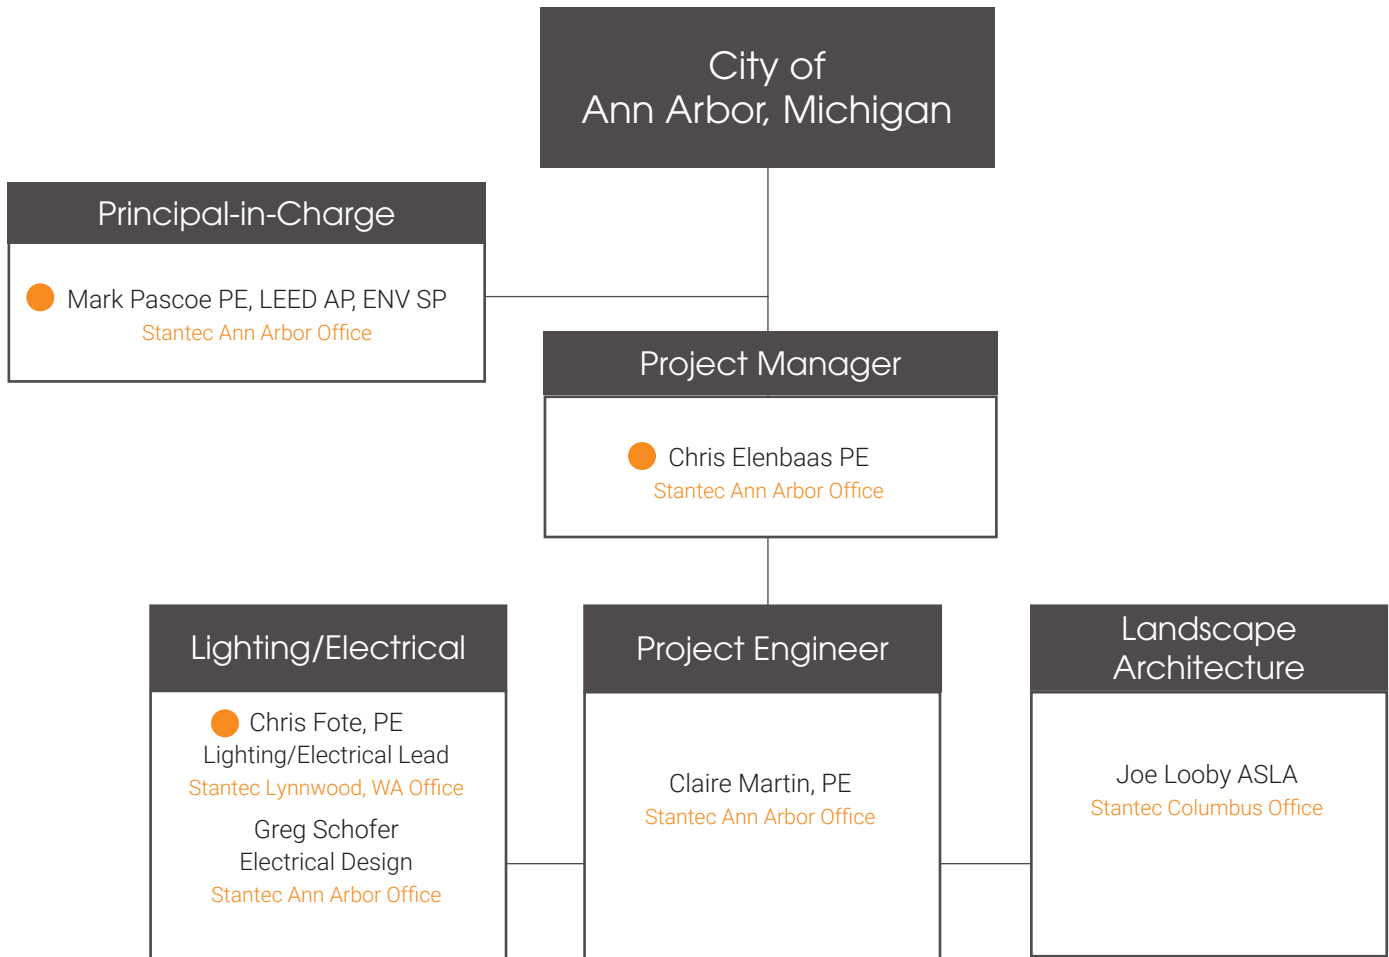 City of
Ann Arbor, Michigan
Principal-in-Charge
Mark Pascoe PE, LEED AP, ENV SP
Stantec Ann Arbor Office
Project Manager
Chris Elenbaas PE
Stantec Ann Arbor Office
Lighting/Electrical
Chris Fote, PE
Lighting/Electrical Lead
Stantec Lynnwood, WA Office
Greg Schofer
Electrical Design
Stantec Ann Arbor Office
Project Engineer
Claire Martin, PE
Stantec Ann Arbor Office
Landscape
Architecture
Joe Looby ASLA
Stantec Columbus Office